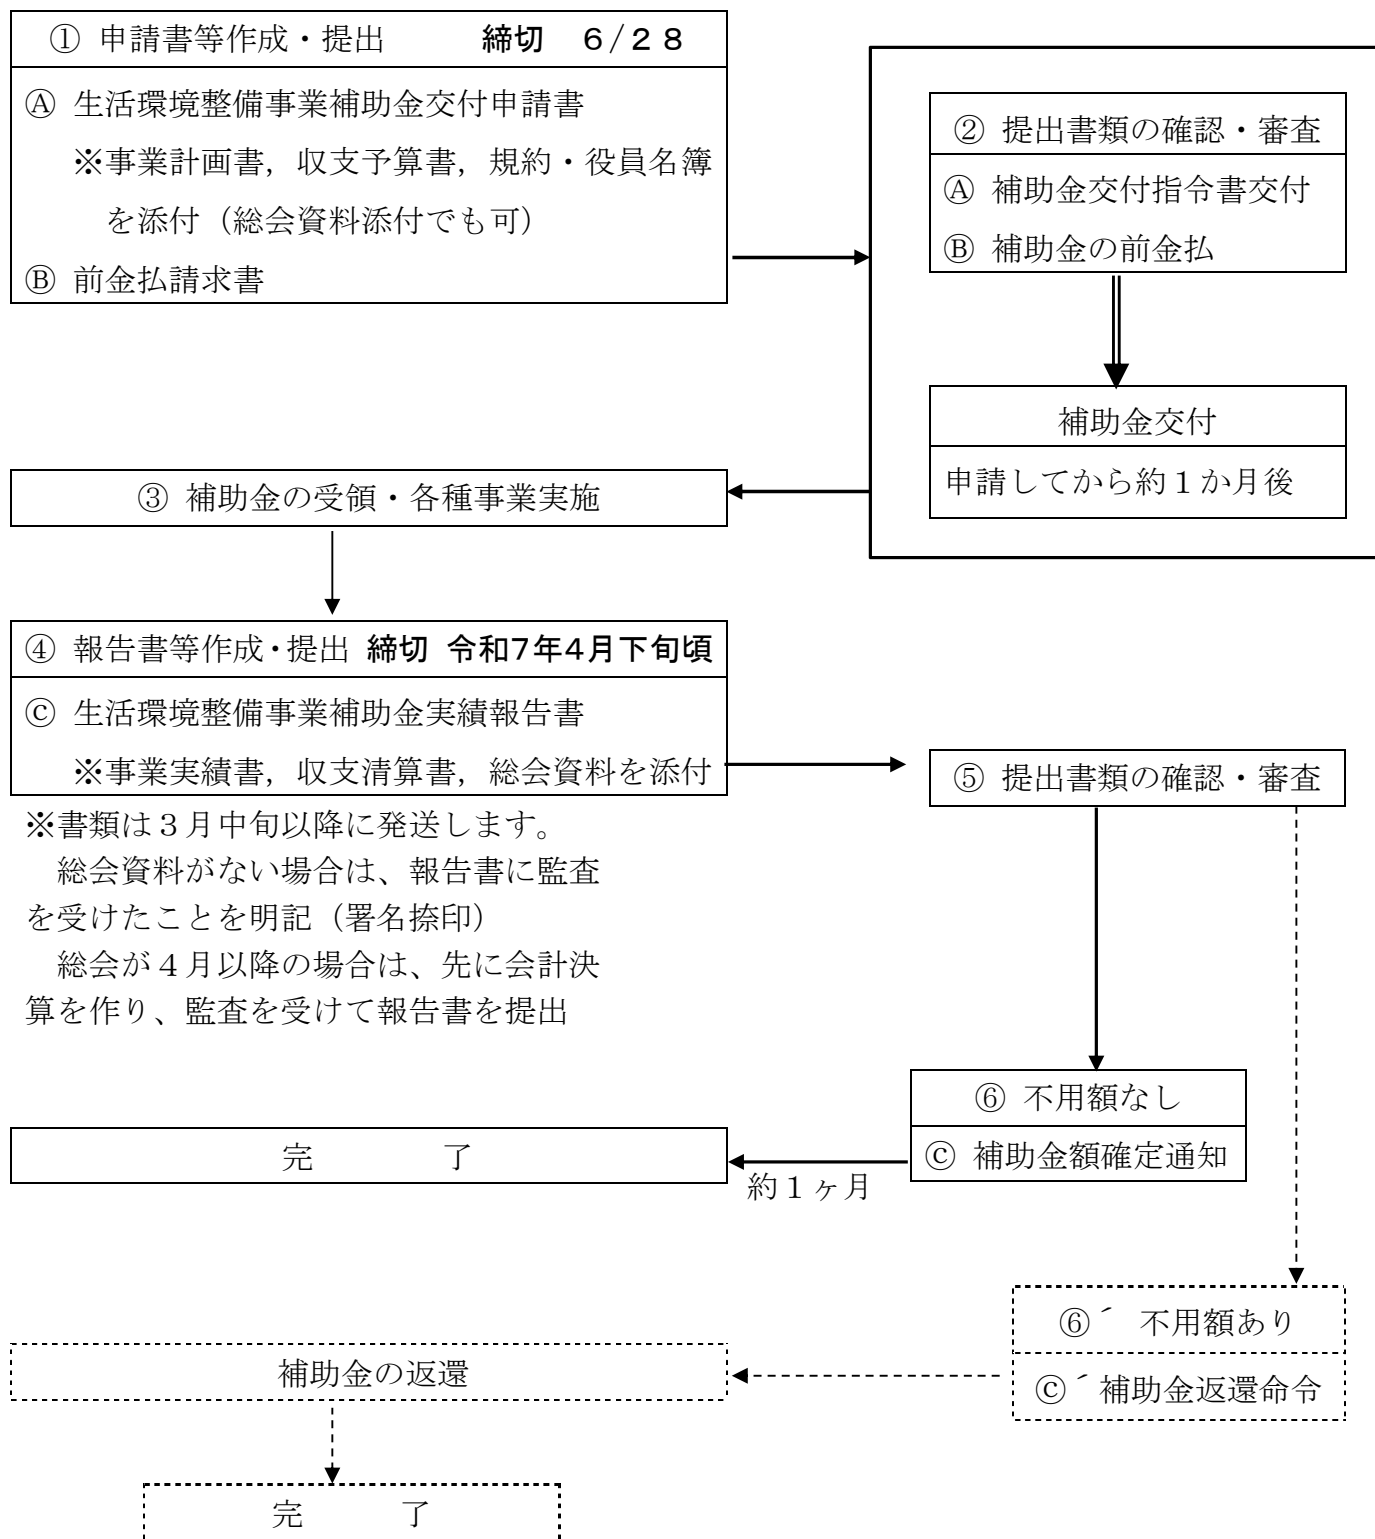 ① 申請書等作成・提出　　　締切　６/２８
Ⓐ 生活環境整備事業補助金交付申請書
※事業計画書，収支予算書，規約・役員名簿
を添付（総会資料添付でも可）
Ⓑ 前金払請求書
② 提出書類の確認・審査
Ⓐ 補助金交付指令書交付
Ⓑ 補助金の前金払
補助金交付
申請してから約１か月後
③ 補助金の受領・各種事業実施
④ 報告書等作成・提出 締切 令和7年4月下旬頃
Ⓒ 生活環境整備事業補助金実績報告書
※事業実績書，収支清算書，総会資料を添付
※書類は３月中旬以降に発送します。
総会資料がない場合は、報告書に監査
を受けたことを明記（署名捺印）
総会が４月以降の場合は、先に会計決
算を作り、監査を受けて報告書を提出
⑤ 提出書類の確認・審査
⑥ 不用額なし
Ⓒ 補助金額確定通知
約１ヶ月
完　　　　了
⑥´ 不用額あり
Ⓒ´補助金返還命令
補助金の返還
完　　　了